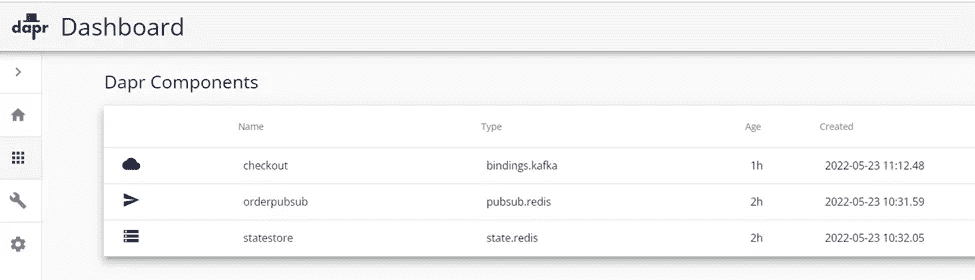 dapr Dashboard
Dapr Components
Name Type Age Created
checkout bindings.kafka 1h 2022-05-23 11:12.48
orderpubsub pubsub.redis 2h 2022-05-23 10:31.59
statestore state.redis 2h 2022-05-23 10:32.05